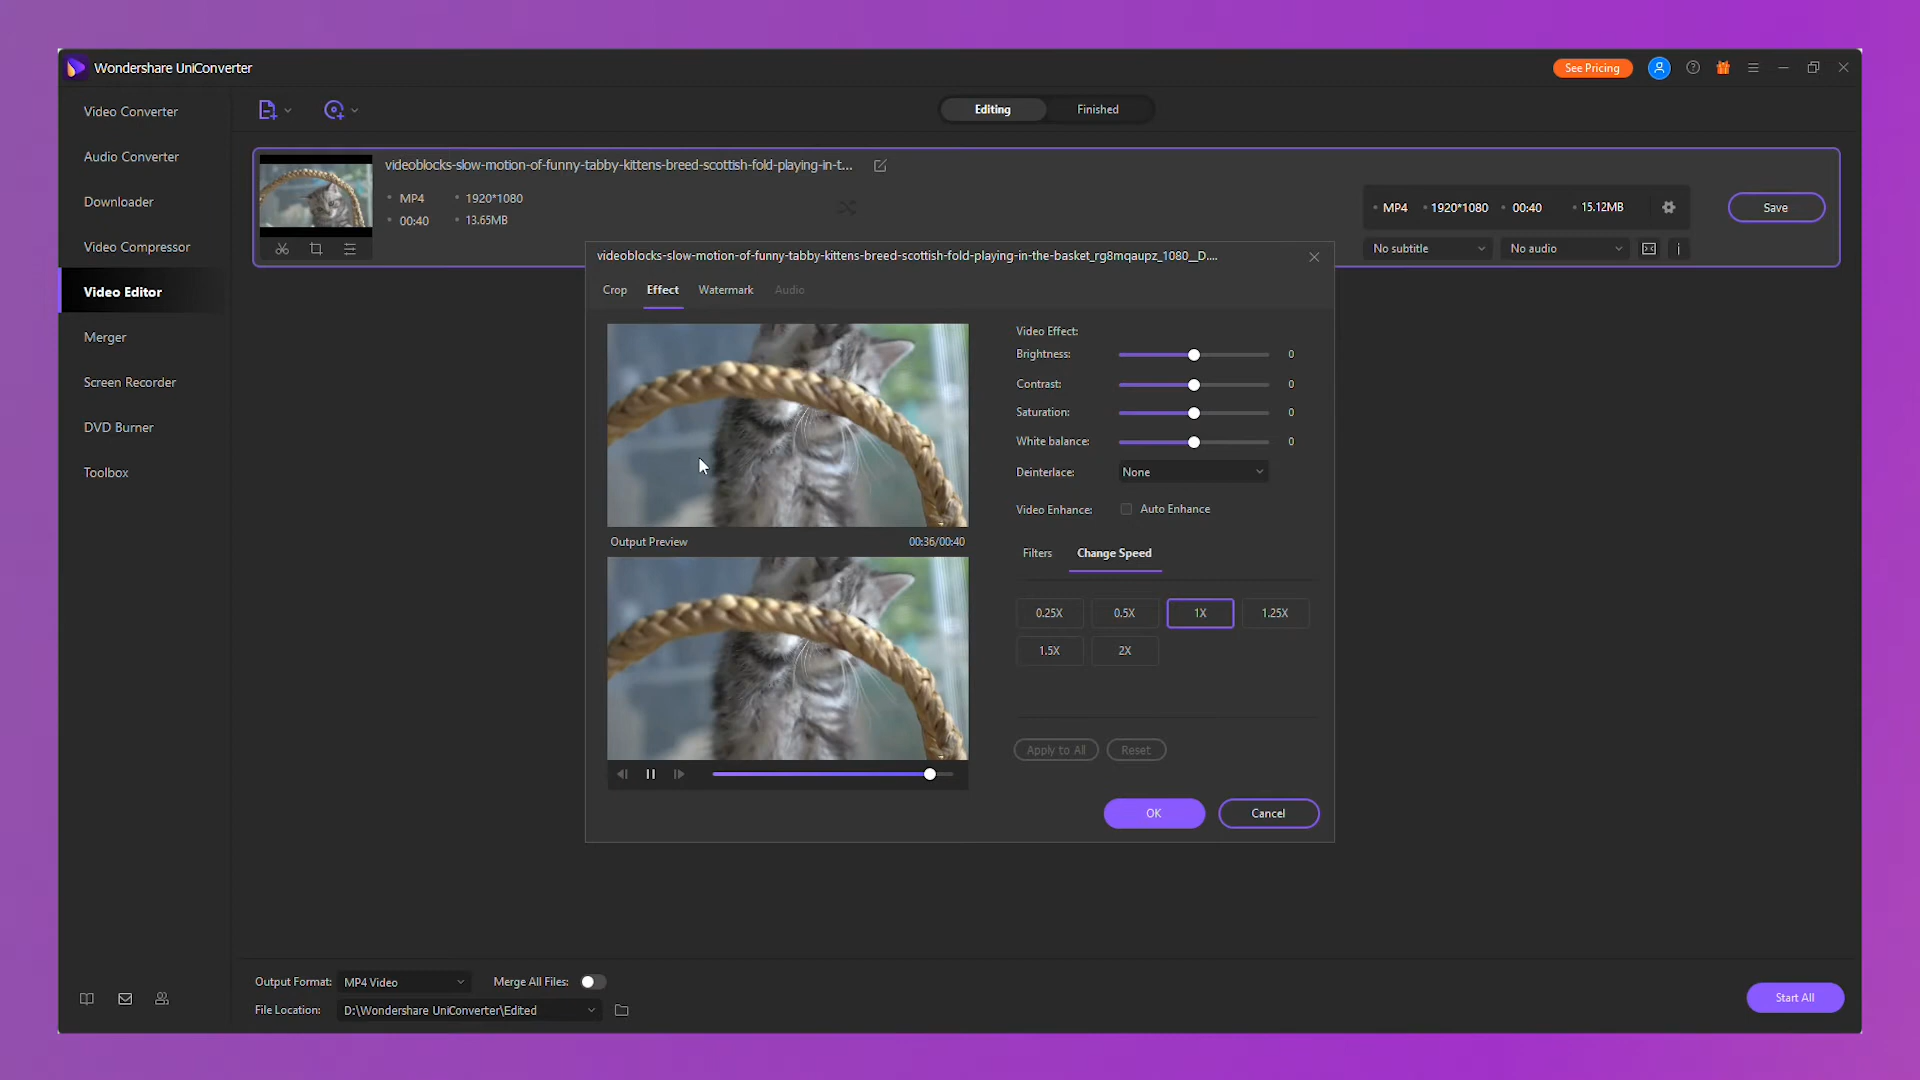 Wondershare UniConverter
See Pricing
Video Converter
Audio Converter
Downloader
Video Compressor
Video Editor
Merger
Screen Recorder
DVD Burner
Toolbox
Editing
Finished
videoblocks-slow-motion-of-funny-tabby-kittens-breed-scottish-fold-playing-in-t...
MP4
1920*1080
00:40
13.65MB
MP4
1920*1080
00:40
15.12MB
Save
No subtitle
No audio
videoblocks-slow-motion-of-funny-tabby-kittens-breed-scottish-fold-playing-in-the-basket_rg8mqaupz_1080__D....
Crop
Effect
Watermark
Audio
Output Preview
00:36/00:40
Video Effect:
Brightness:
0
Contrast:
0
Saturation:
0
White balance:
0
Deinterlace:
None
Video Enhance:
Auto Enhance
Filters
Change Speed
0.25X
0.5X
1X
1.25X
1.5X
2X
Apply to All
Reset
OK
Cancel
Output Format:
MP4 Video
Merge All Files:
File Location:
D:\Wondershare UniConverter\Edited
Start All